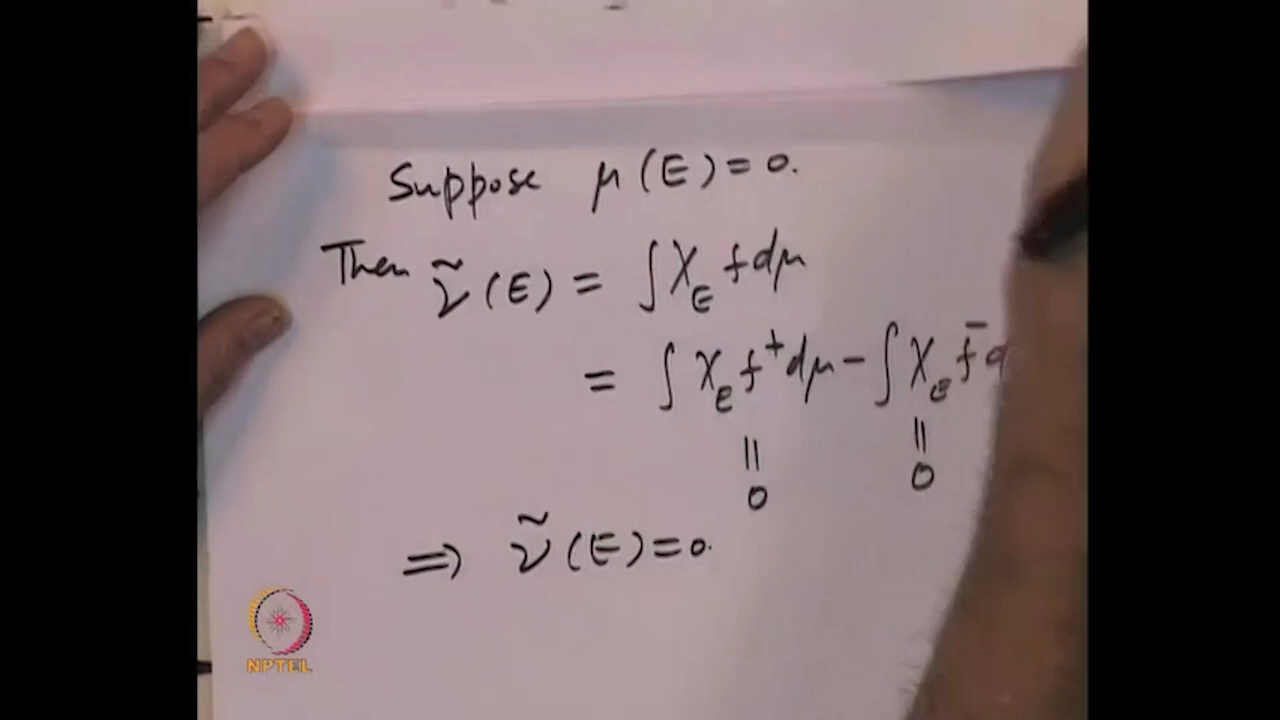 Suppose μ(E)=0.
Then ν̃(E) = ∫χ_E f dμ
= ∫χ_E f⁺dμ - ∫χ_E f⁻
|| ||
0 0
⇒ ν̃(E)=0.
NPTEL